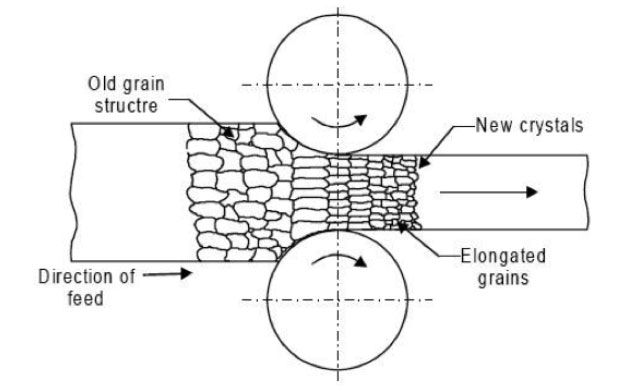 Old grain
structre
New crystals
Elongated
grains
Direction of
feed